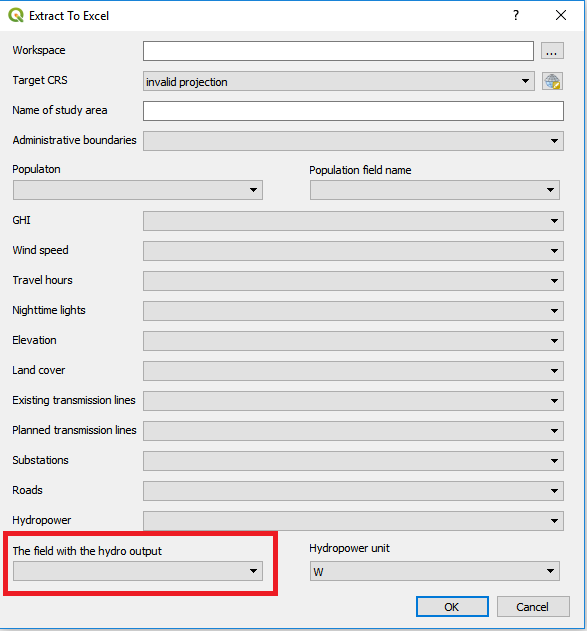 Extract To Excel
Workspace
...
Target CRS
invalid projection
Name of study area
Administrative boundaries
Populaton
Population field name
GHI
Wind speed
Travel hours
Nighttime lights
Elevation
Land cover
Existing transmission lines
Planned transmission lines
Substations
Roads
Hydropower
The field with the hydro output
Hydropower unit
W
OK
Cancel